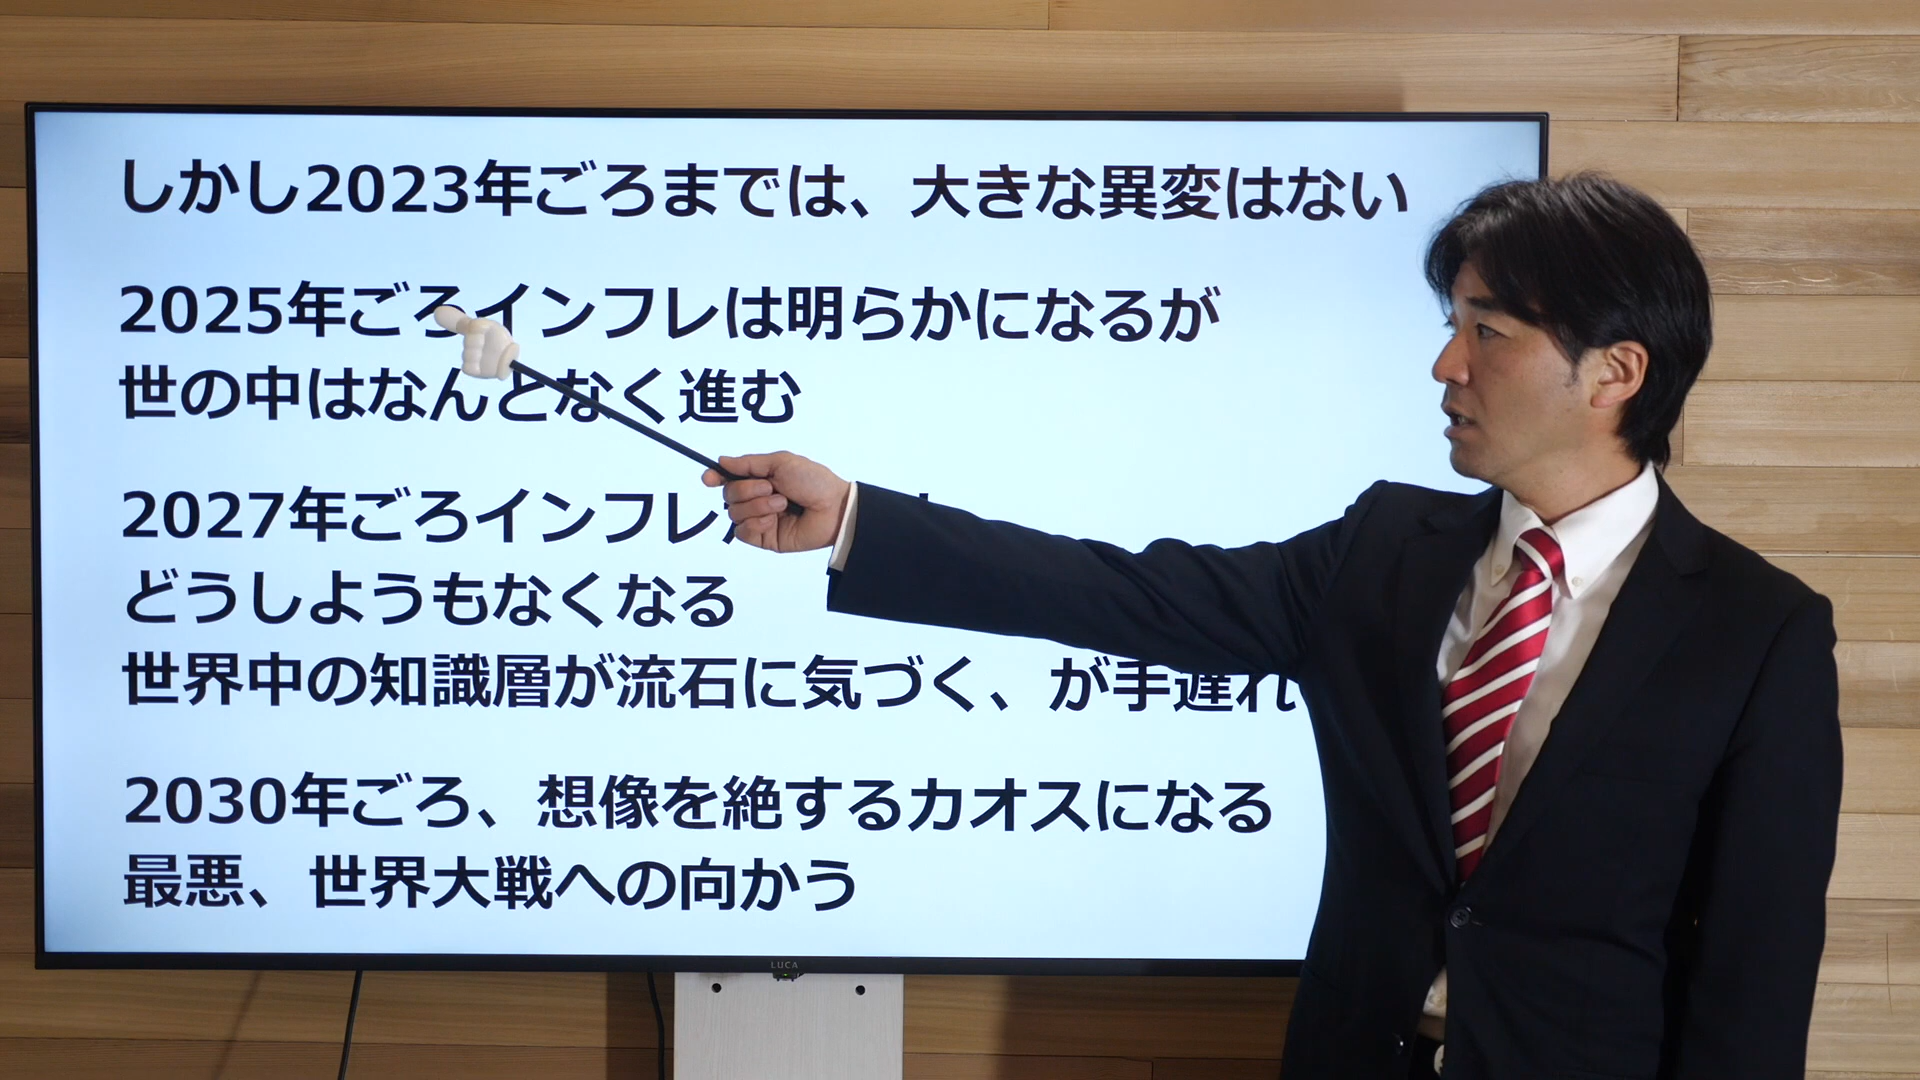 しかし2023年ごろまでは、大きな異変はない
2025年ごろインフレは明らかになるが
世の中はなんとなく進む
2027年ごろインフレ
どうしようもなくなる
世界中の知識層が流石に気づく、が手遅れ
2030年ごろ、想像を絶するカオスになる
最悪、世界大戦への向かう
LUCA